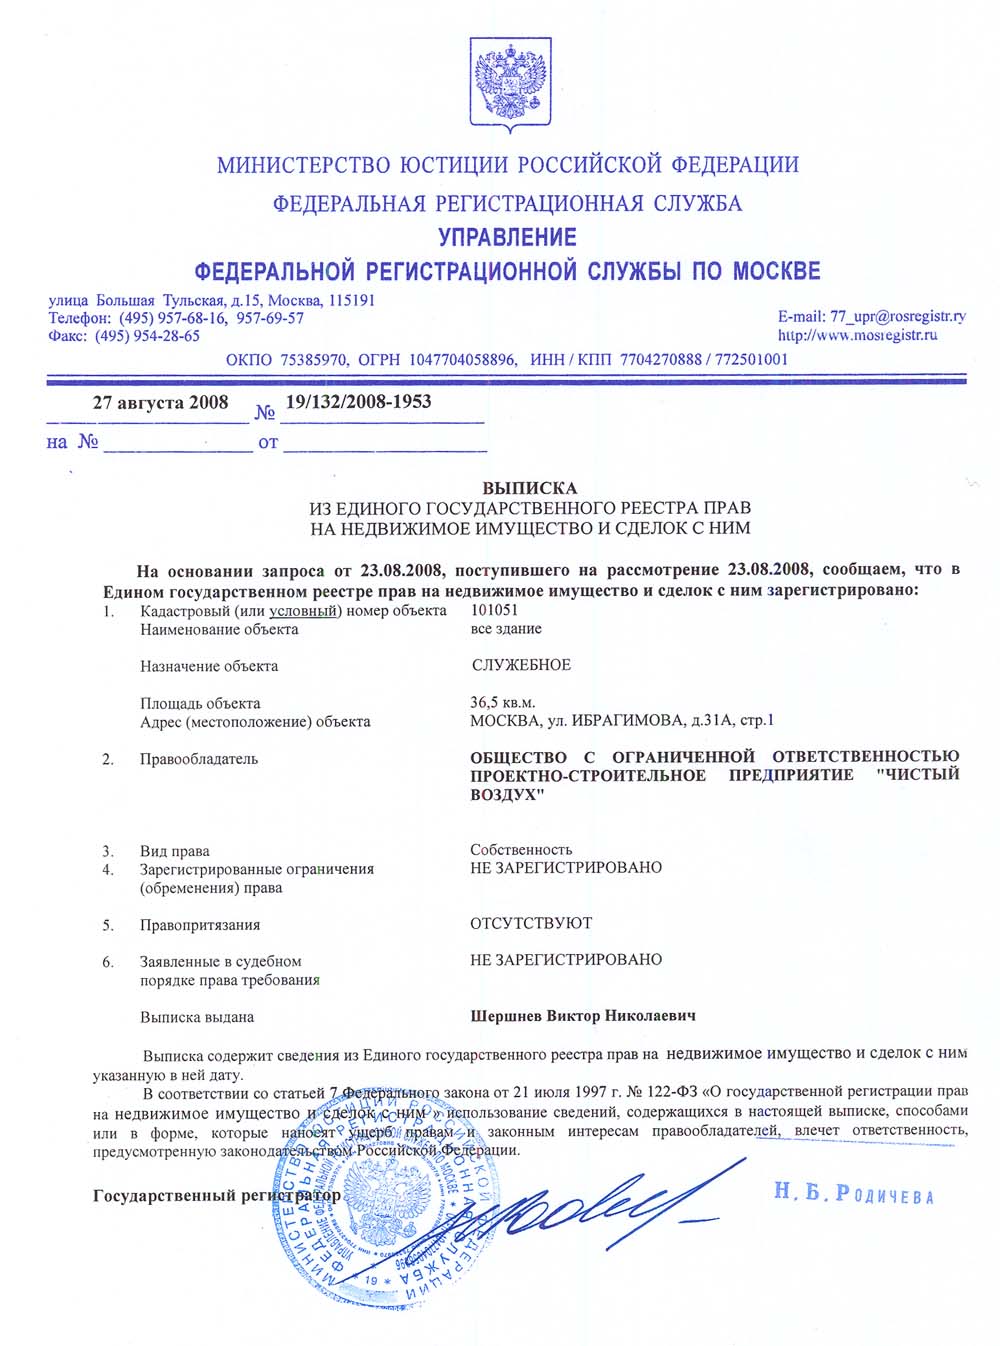 МИНИСТЕРСТВО ЮСТИЦИИ РОССИЙСКОЙ ФЕДЕРАЦИИ
ФЕДЕРАЛЬНАЯ РЕГИСТРАЦИОННАЯ СЛУЖБА
УПРАВЛЕНИЕ
ФЕДЕРАЛЬНОЙ РЕГИСТРАЦИОННОЙ СЛУЖБЫ ПО МОСКВЕ
улица Большая Тульская, д.15, Москва, 115191
Телефон: (495) 957-68-16, 957-69-57
E-mail: 77_upr@rosregistr.ry
Факс: (495) 954-28-65
http://www.mosregistr.ru
ОКПО 75385970, ОГРН 1047704058896, ИНН / КПП 7704270888 / 772501001
27 августа 2008 № 19/132/2008-1953
на № от
ВЫПИСКА
ИЗ ЕДИНОГО ГОСУДАРСТВЕННОГО РЕЕСТРА ПРАВ
НА НЕДВИЖИМОЕ ИМУЩЕСТВО И СДЕЛОК С НИМ
На основании запроса от 23.08.2008, поступившего на рассмотрение 23.08.2008, сообщаем, что в
Едином государственном реестре прав на недвижимое имущество и сделок с ним зарегистрировано:
1. Кадастровый (или условный) номер объекта 101051
Наименование объекта все здание
Назначение объекта СЛУЖЕБНОЕ
Площадь объекта 36,5 кв.м.
Адрес (местоположение) объекта МОСКВА, ул. ИБРАГИМОВА, д.31А, стр.1
2. Правообладатель ОБЩЕСТВО С ОГРАНИЧЕННОЙ ОТВЕТСТВЕННОСТЬЮ
ПРОЕКТНО-СТРОИТЕЛЬНОЕ ПРЕДПРИЯТИЕ "ЧИСТЫЙ
ВОЗДУХ"
3. Вид права Собственность
4. Зарегистрированные ограничения НЕ ЗАРЕГИСТРИРОВАНО
(обременения) права
5. Правопритязания ОТСУТСТВУЮТ
6. Заявленные в судебном НЕ ЗАРЕГИСТРИРОВАНО
порядке права требования
Выписка выдана Шершнев Виктор Николаевич
Выписка содержит сведения из Единого государственного реестра прав на недвижимое имущество и сделок с ним
указанную в ней дату.
В соответствии со статьей 7 Федерального закона от 21 июля 1997 г. № 122-ФЗ «О государственной регистрации прав
на недвижимое имущество и сделок с ним » использование сведений, содержащихся в настоящей выписке, способами
или в форме, которые наносят ущерб правам и законным интересам правообладателей, влечет ответственность,
предусмотренную законодательством Российской Федерации.
Государственный регистратор Н. Б. РОДИЧЕВА
МИНИСТЕРСТВО ЮСТИЦИИ РОССИЙСКОЙ ФЕДЕРАЦИИ
ФЕДЕРАЛЬНАЯ РЕГИСТРАЦИОННАЯ СЛУЖБА
* 19 *